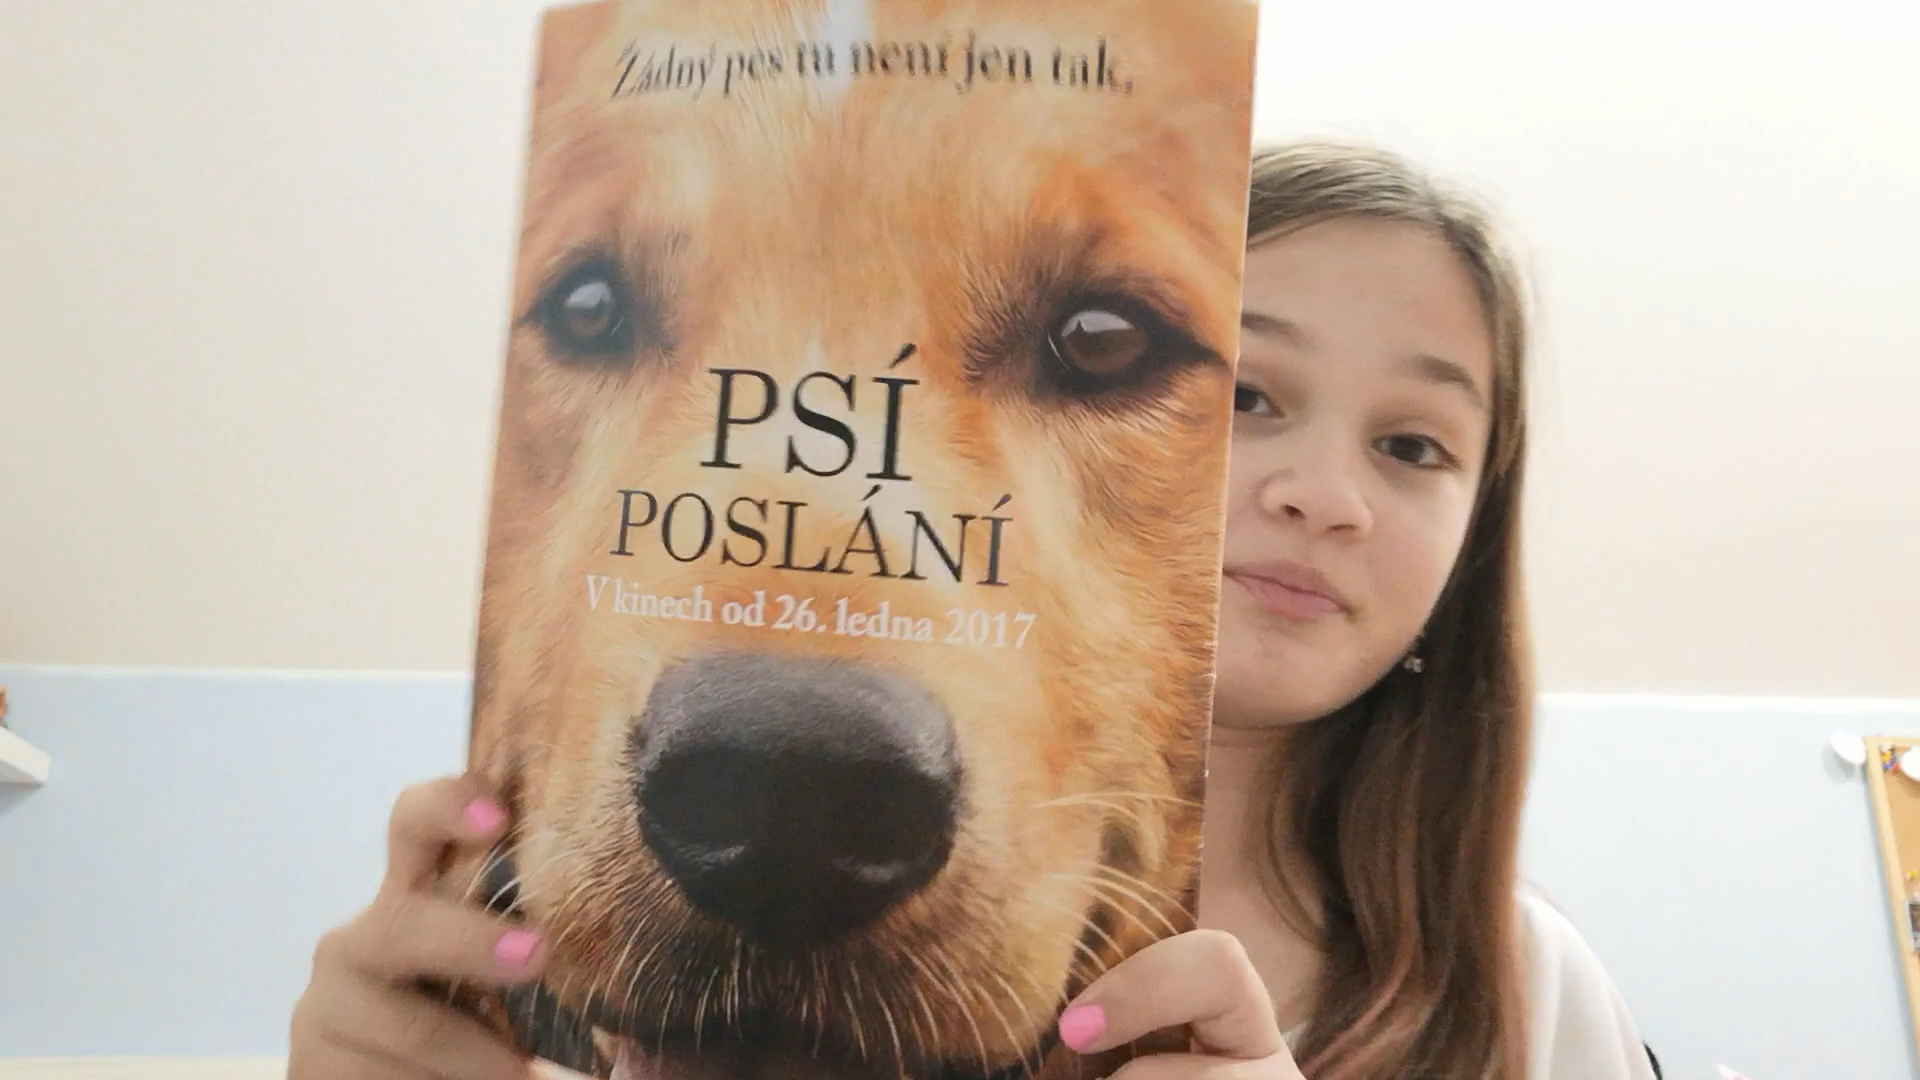 Žádný pes tu není jen tak.
PSÍ
POSLÁNÍ
V kinech od 26. ledna 2017